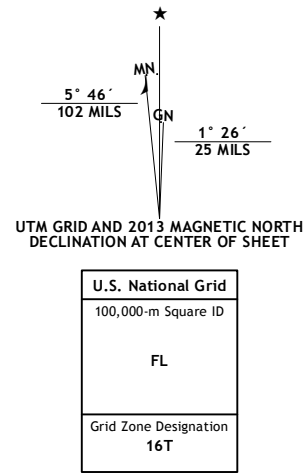 ★
MN
GN
5° 46´
102 MILS
1° 26´
25 MILS
UTM GRID AND 2013 MAGNETIC NORTH
DECLINATION AT CENTER OF SHEET
U.S. National Grid
100,000-m Square ID
FL
Grid Zone Designation
16T